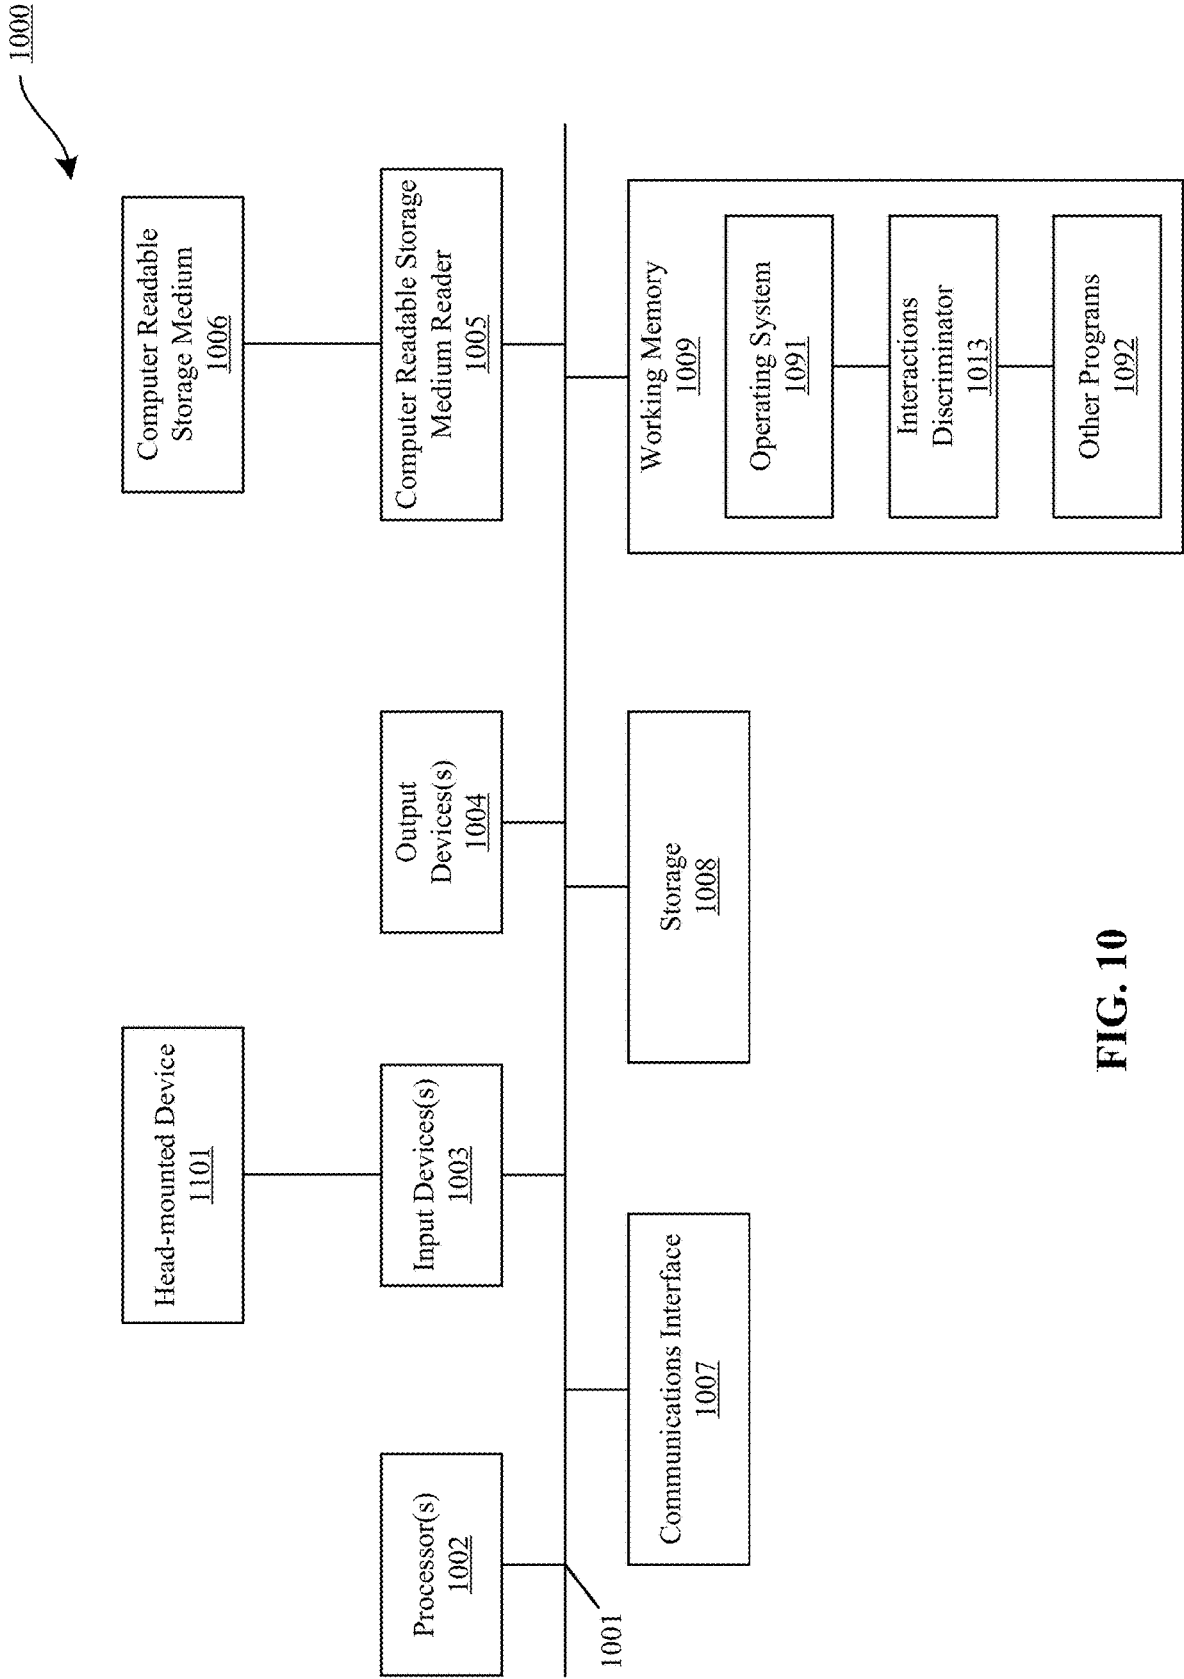 1000
Head-mounted Device
1101
Computer Readable
Storage Medium
1006
Processor(s)
1002
Input Devices(s)
1003
Output
Devices(s)
1004
Computer Readable Storage
Medium Reader
1005
1001
Communications Interface
1007
Storage
1008
Working Memory
1009
Operating System
1091
Interactions
Discriminator
1013
Other Programs
1092
FIG. 10